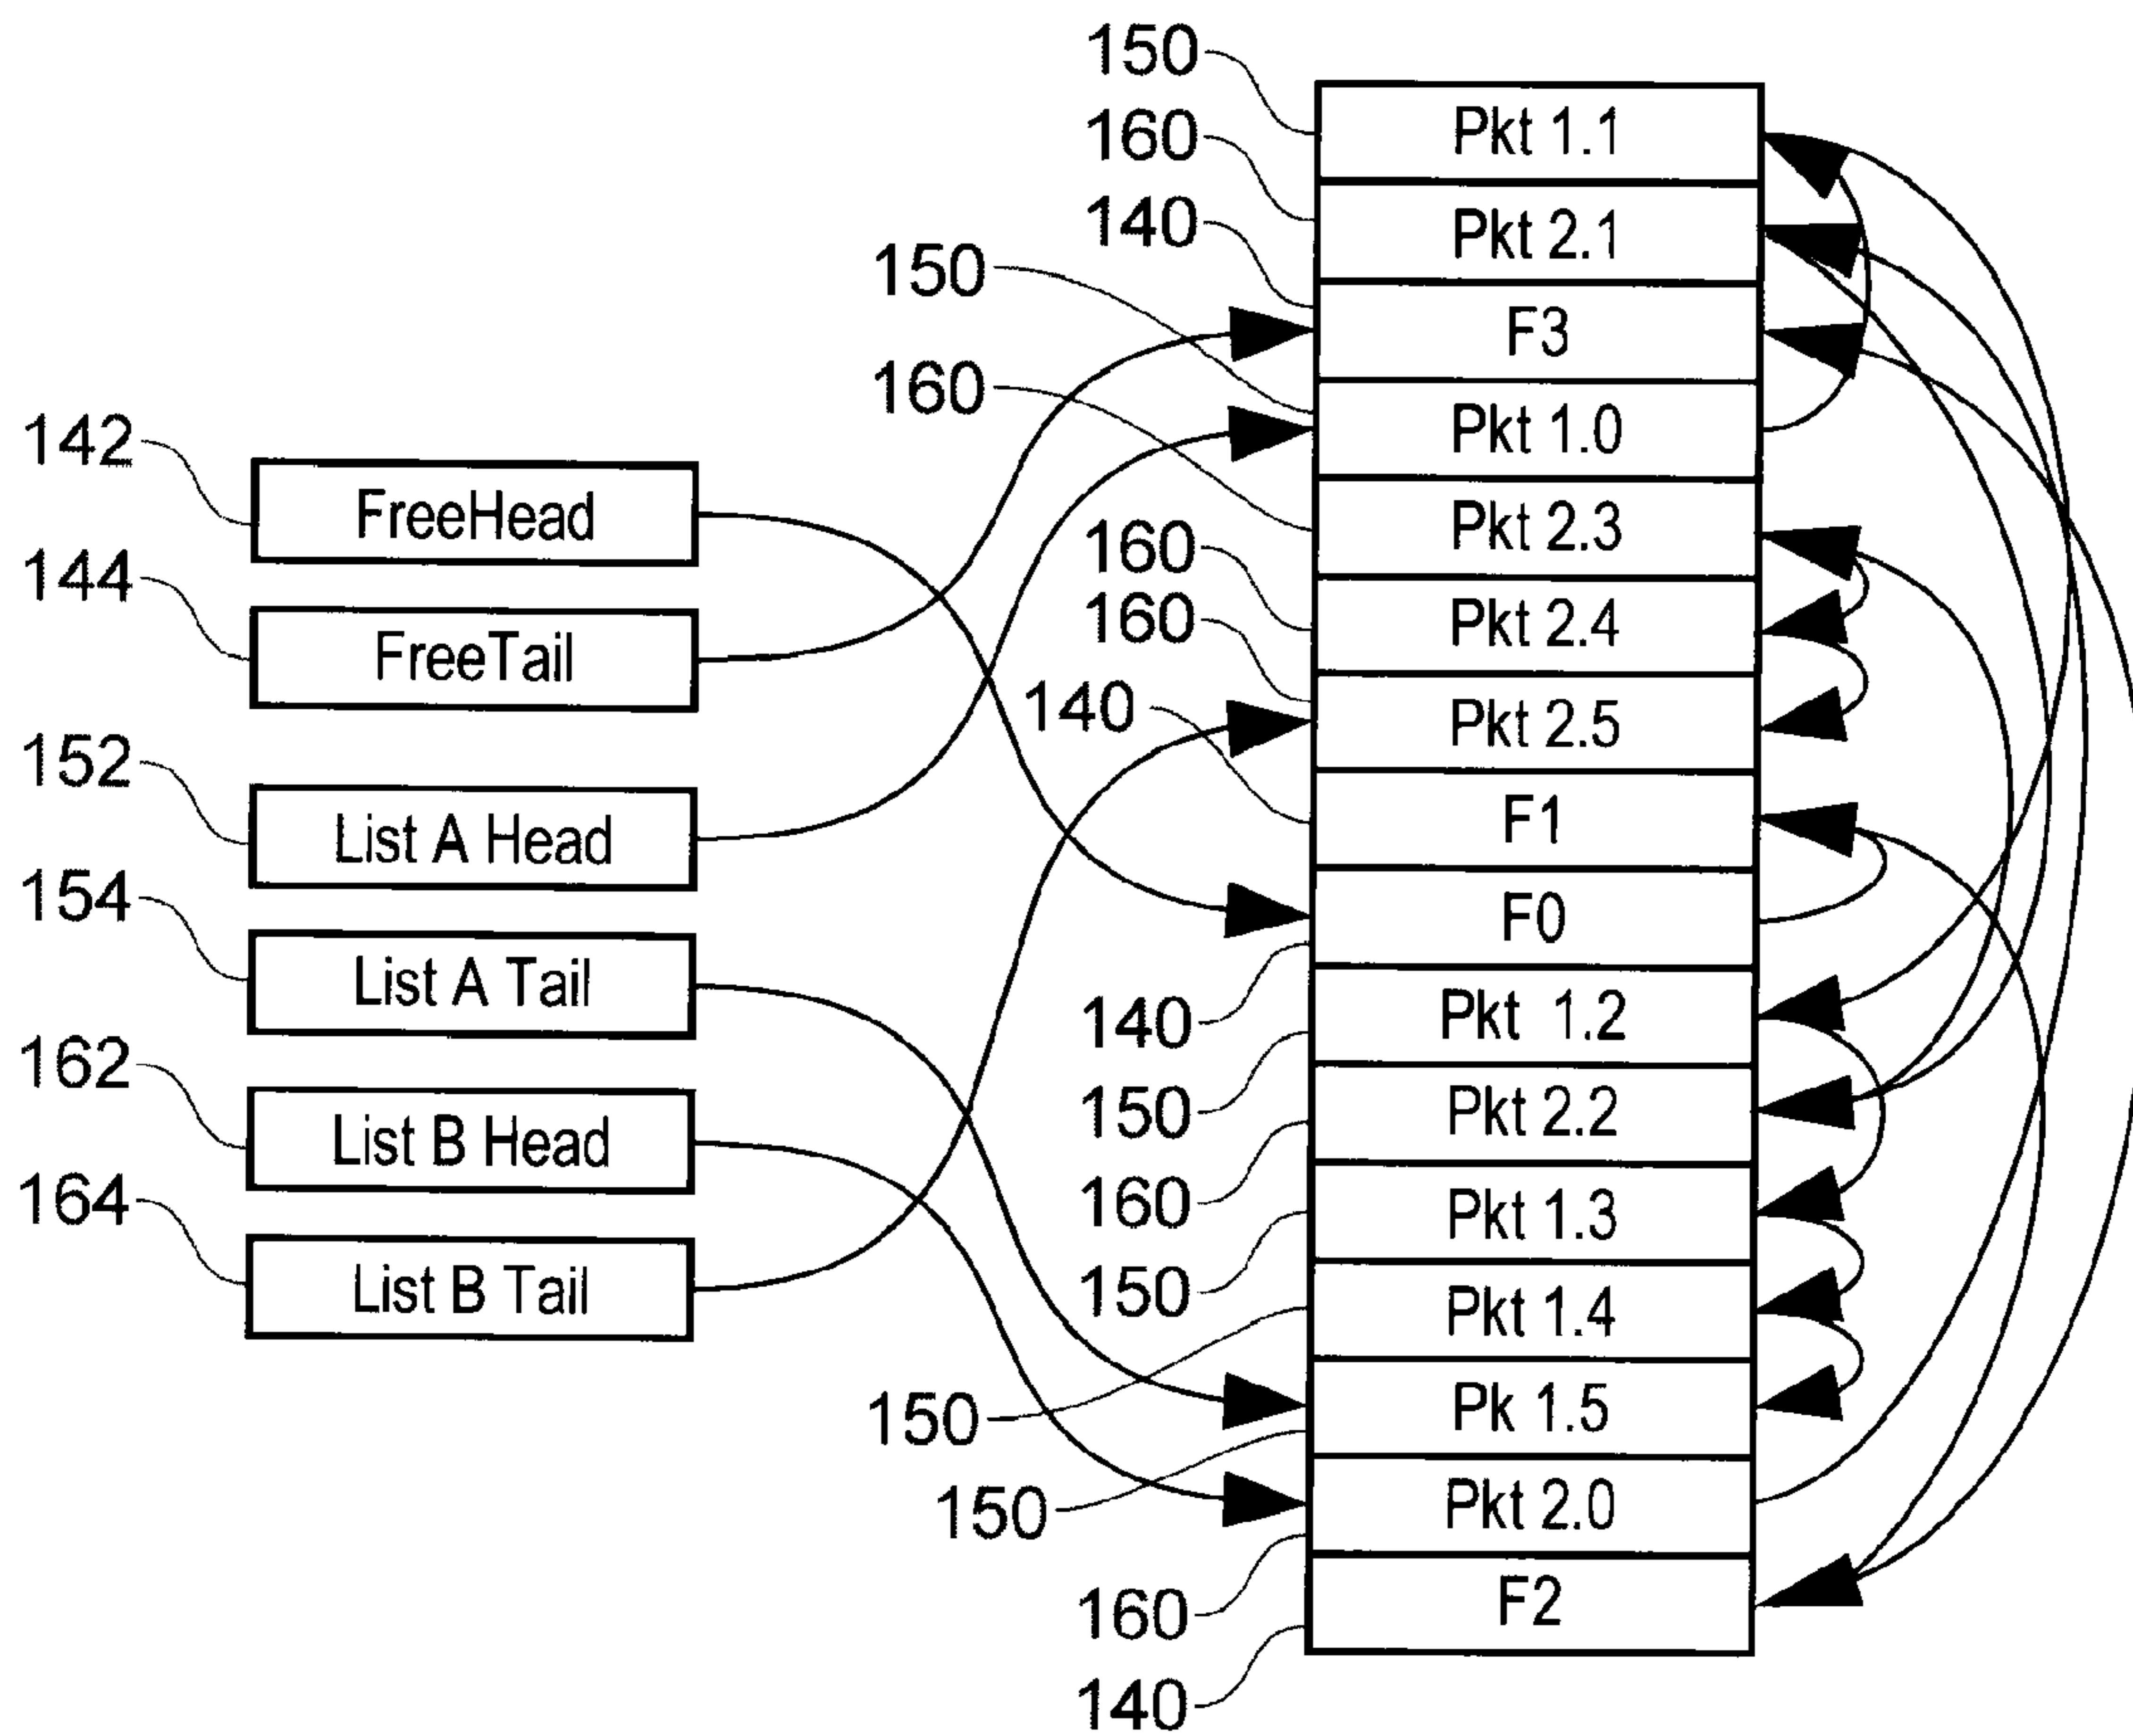 150
Pkt 1.1
160
Pkt 2.1
140
F3
150
Pkt 1.0
160
Pkt 2.3
142
FreeHead
160
Pkt 2.4
144
FreeTail
160
Pkt 2.5
140
F1
152
List A Head
F0
140
154
List A Tail
Pkt 1.2
150
162
List B Head
Pkt 2.2
160
164
List B Tail
Pkt 1.3
150
Pkt 1.4
150
Pk 1.5
150
Pkt 2.0
160
F2
140